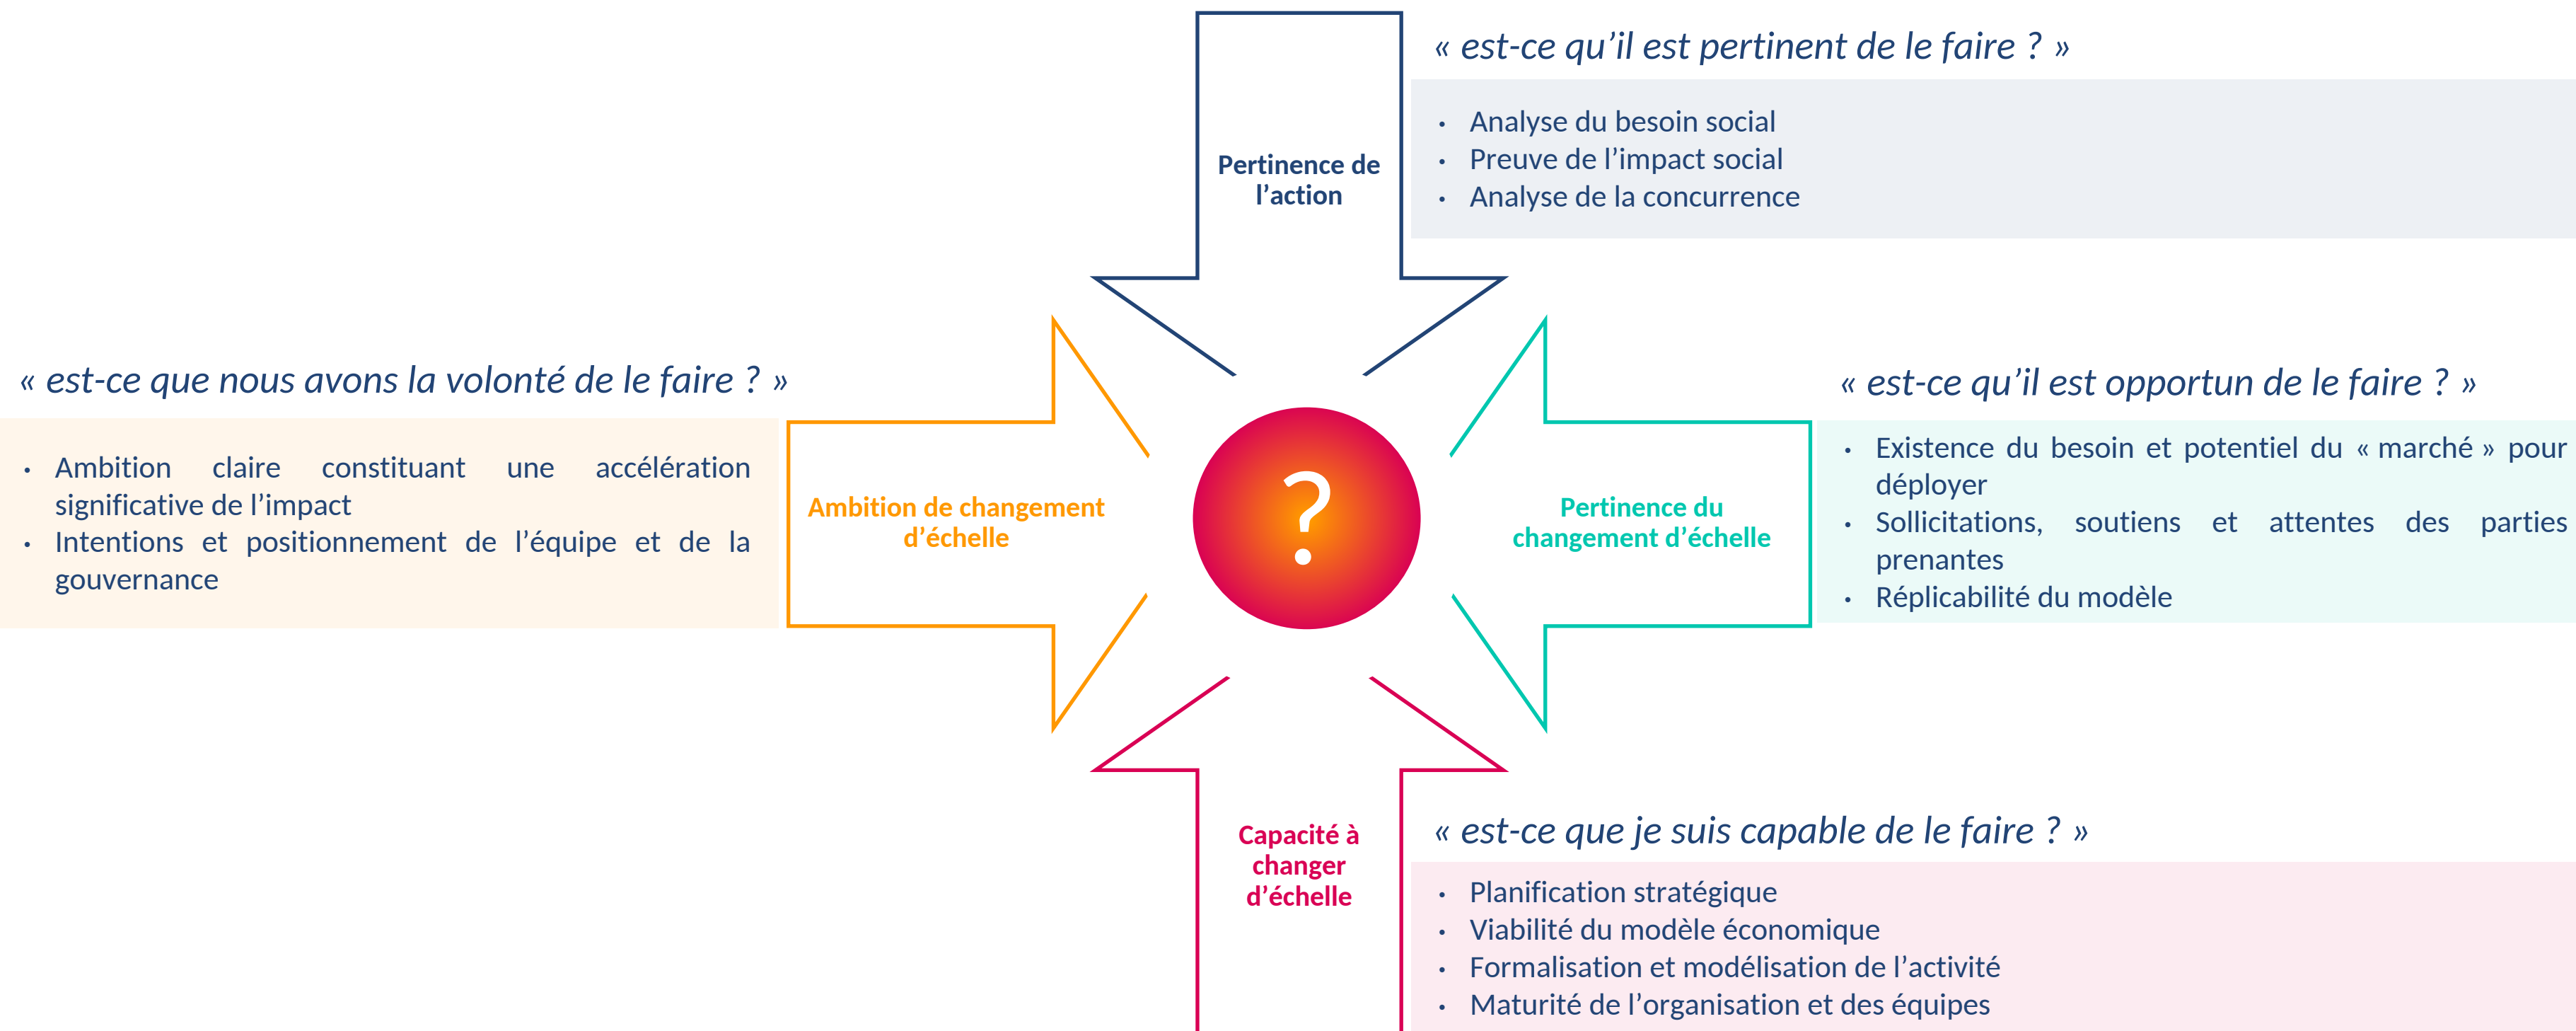 « est-ce qu’il est pertinent de le faire ? »
• Analyse du besoin social
• Preuve de l’impact social
• Analyse de la concurrence
Pertinence de
l’action
« est-ce que nous avons la volonté de le faire ? »
• Ambition claire constituant une accélération
significative de l’impact
• Intentions et positionnement de l’équipe et de la
gouvernance
Ambition de changement
d’échelle
?
Pertinence du
changement d’échelle
« est-ce qu’il est opportun de le faire ? »
• Existence du besoin et potentiel du « marché » pour
déployer
• Sollicitations, soutiens et attentes des parties
prenantes
• Réplicabilité du modèle
Capacité à
changer
d’échelle
« est-ce que je suis capable de le faire ? »
• Planification stratégique
• Viabilité du modèle économique
• Formalisation et modélisation de l’activité
• Maturité de l’organisation et des équipes